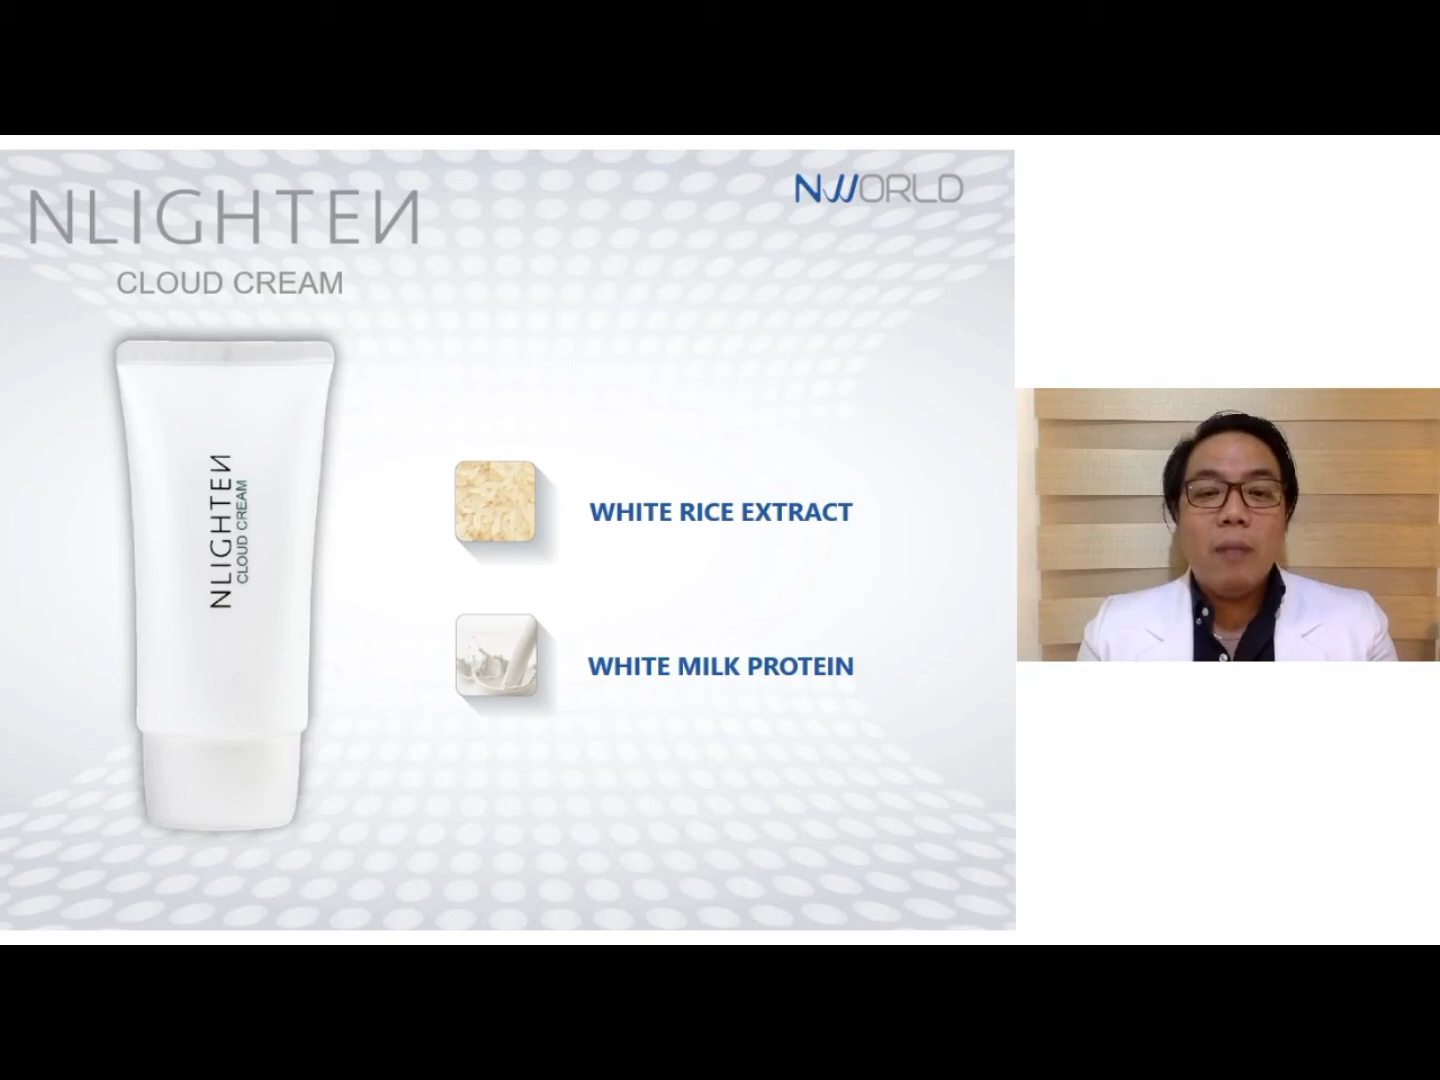 NLIGHTEN
NWORLD
CLOUD CREAM
NLIGHTEN
CLOUD CREAM
WHITE RICE EXTRACT
WHITE MILK PROTEIN